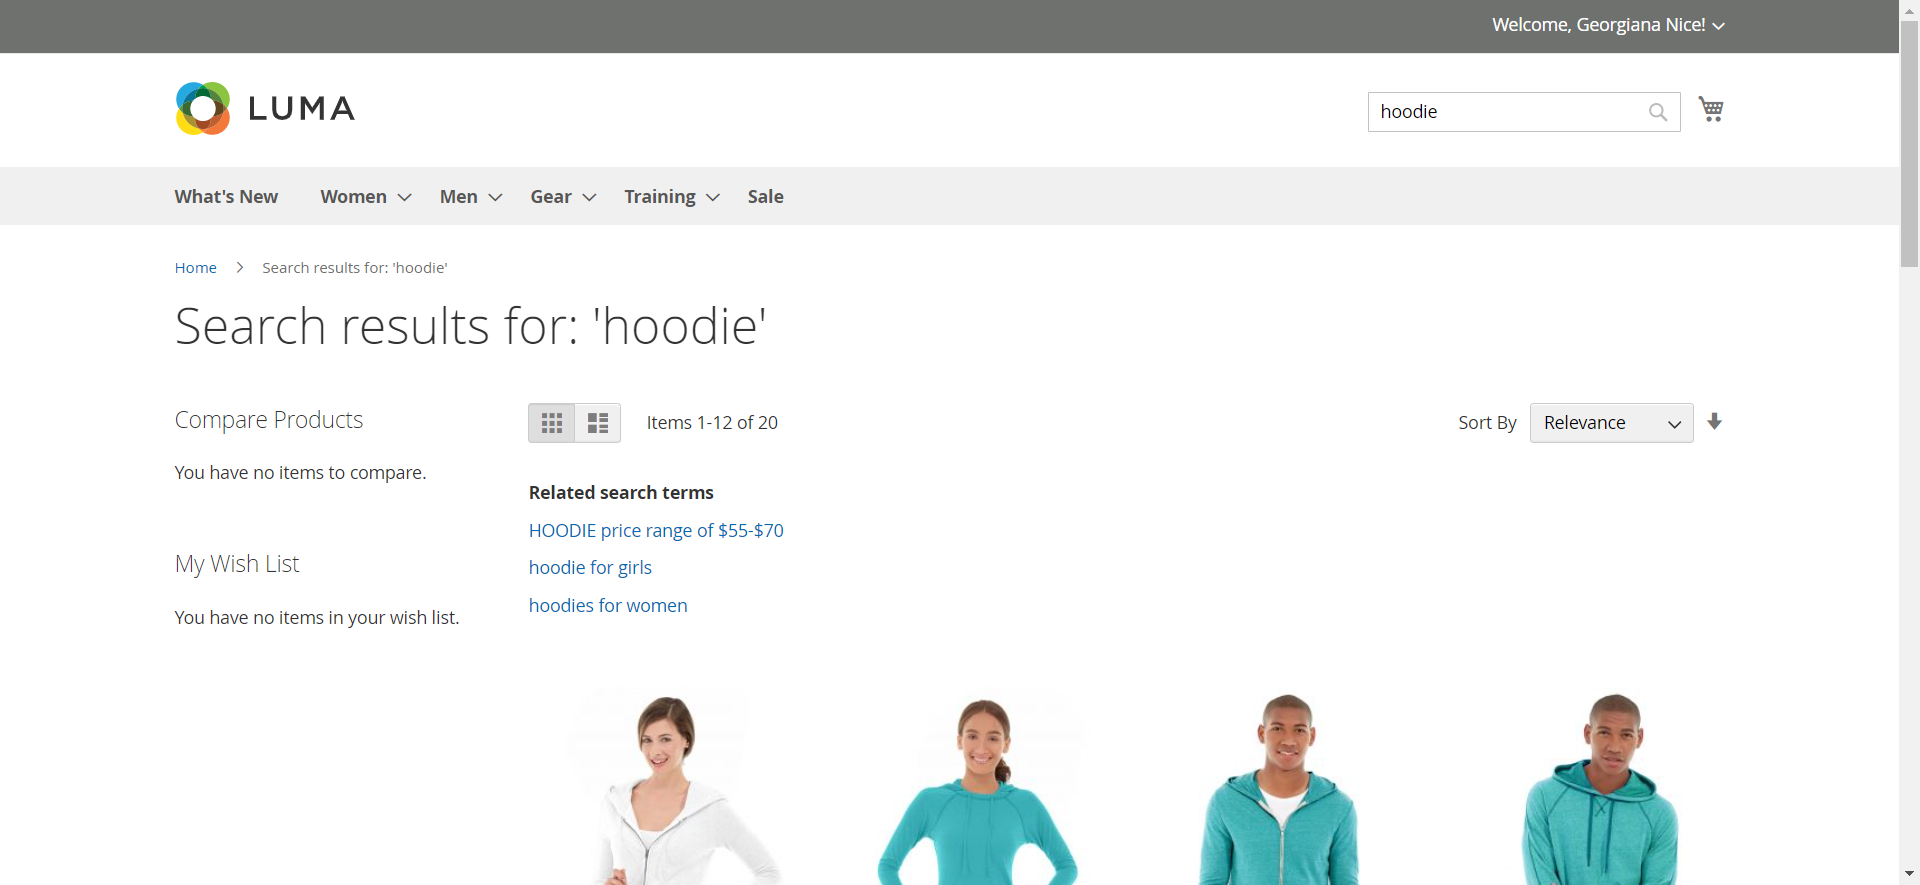 Welcome, Georgiana Nice!
LUMA
hoodie
What's New Women Men Gear Training Sale
Home Search results for: 'hoodie'
Search results for: 'hoodie'
Compare Products
You have no items to compare.
My Wish List
You have no items in your wish list.
Items 1-12 of 20
Sort By Relevance
Related search terms
HOODIE price range of $55-$70
hoodie for girls
hoodies for women